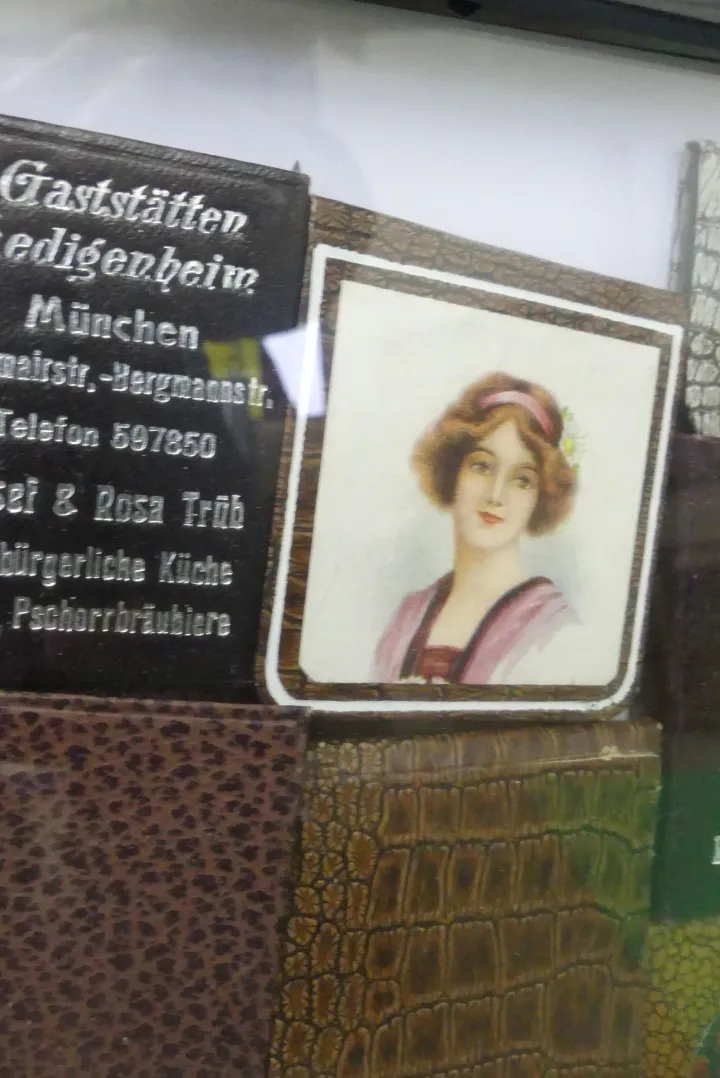 Gaststätten
edigenheim
München
mairstr.-Bergmannstr.
Telefon 597850
sef & Rosa Trüb
bürgerliche Küche
Pschorrbräubiere